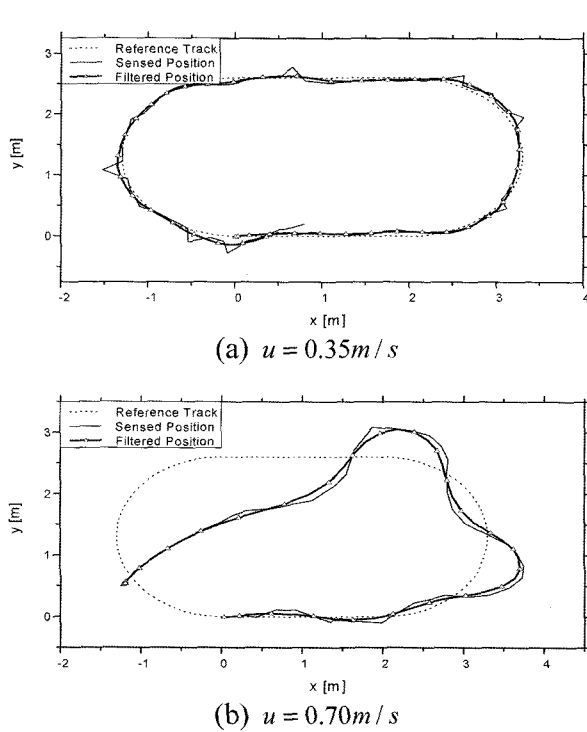 Reference Track
Sensed Position
Filtered Position
3
2
1
0
y [m]
-2 -1 0 1 2 3 4
x [m]
(a) u = 0.35m / s
Reference Track
Sensed Position
Filtered Position
3
2
1
0
y [m]
-2 -1 0 1 2 3 4
x [m]
(b) u = 0.70m / s